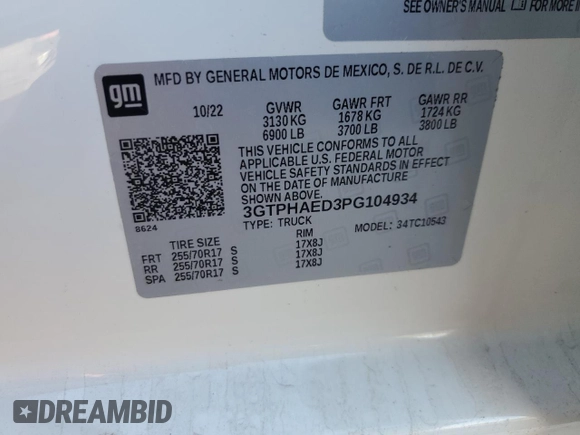 SEE OWNER'S MANUAL FOR MORE
gm
MFD BY GENERAL MOTORS DE MEXICO, S. DE R.L. DE C.V.
10/22 GVWR GAWR FRT GAWR RR
3130 KG 1678 KG 1724 KG
6900 LB 3700 LB 3800 LB
THIS VEHICLE CONFORMS TO ALL
APPLICABLE U.S. FEDERAL MOTOR
VEHICLE SAFETY STANDARDS IN EFFECT
ON THE DATE OF MANUFACTURE
SHOWN ABOVE.
3GTPHAED3PG104934
8624
TYPE: TRUCK MODEL: 34TC10543
TIRE SIZE RIM
FRT 255/70R17 S 17X8J
RR 255/70R17 S 17X8J
SPA 255/70R17 S 17X8J
DREAMBID